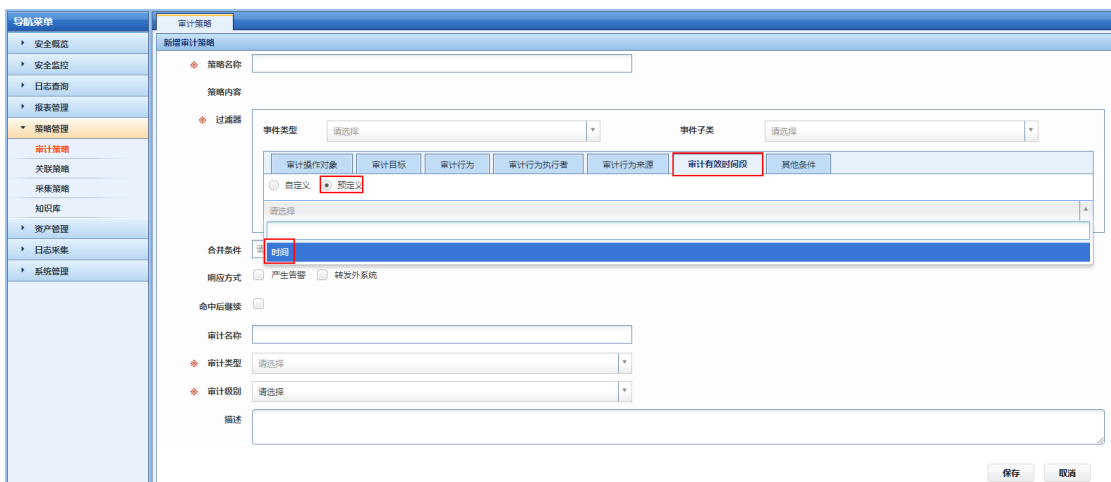 导航菜单
审计策略
安全概览
安全监控
日志查询
报表管理
策略管理
审计策略
关联策略
采集策略
知识库
资产管理
日志采集
系统管理
新增审计策略
※ 策略名称
策略内容
※ 过滤器
事件类型 请选择 事件子类 请选择
审计操作对象 审计目标 审计行为 审计行为执行者 审计行为来源 审计有效时间段 其他条件
自定义 预定义
请选择
时间
合并条件 请
响应方式 产生告警 转发外系统
命中后继续
审计名称
※ 审计类型 请选择
※ 审计级别 请选择
描述
保存 取消